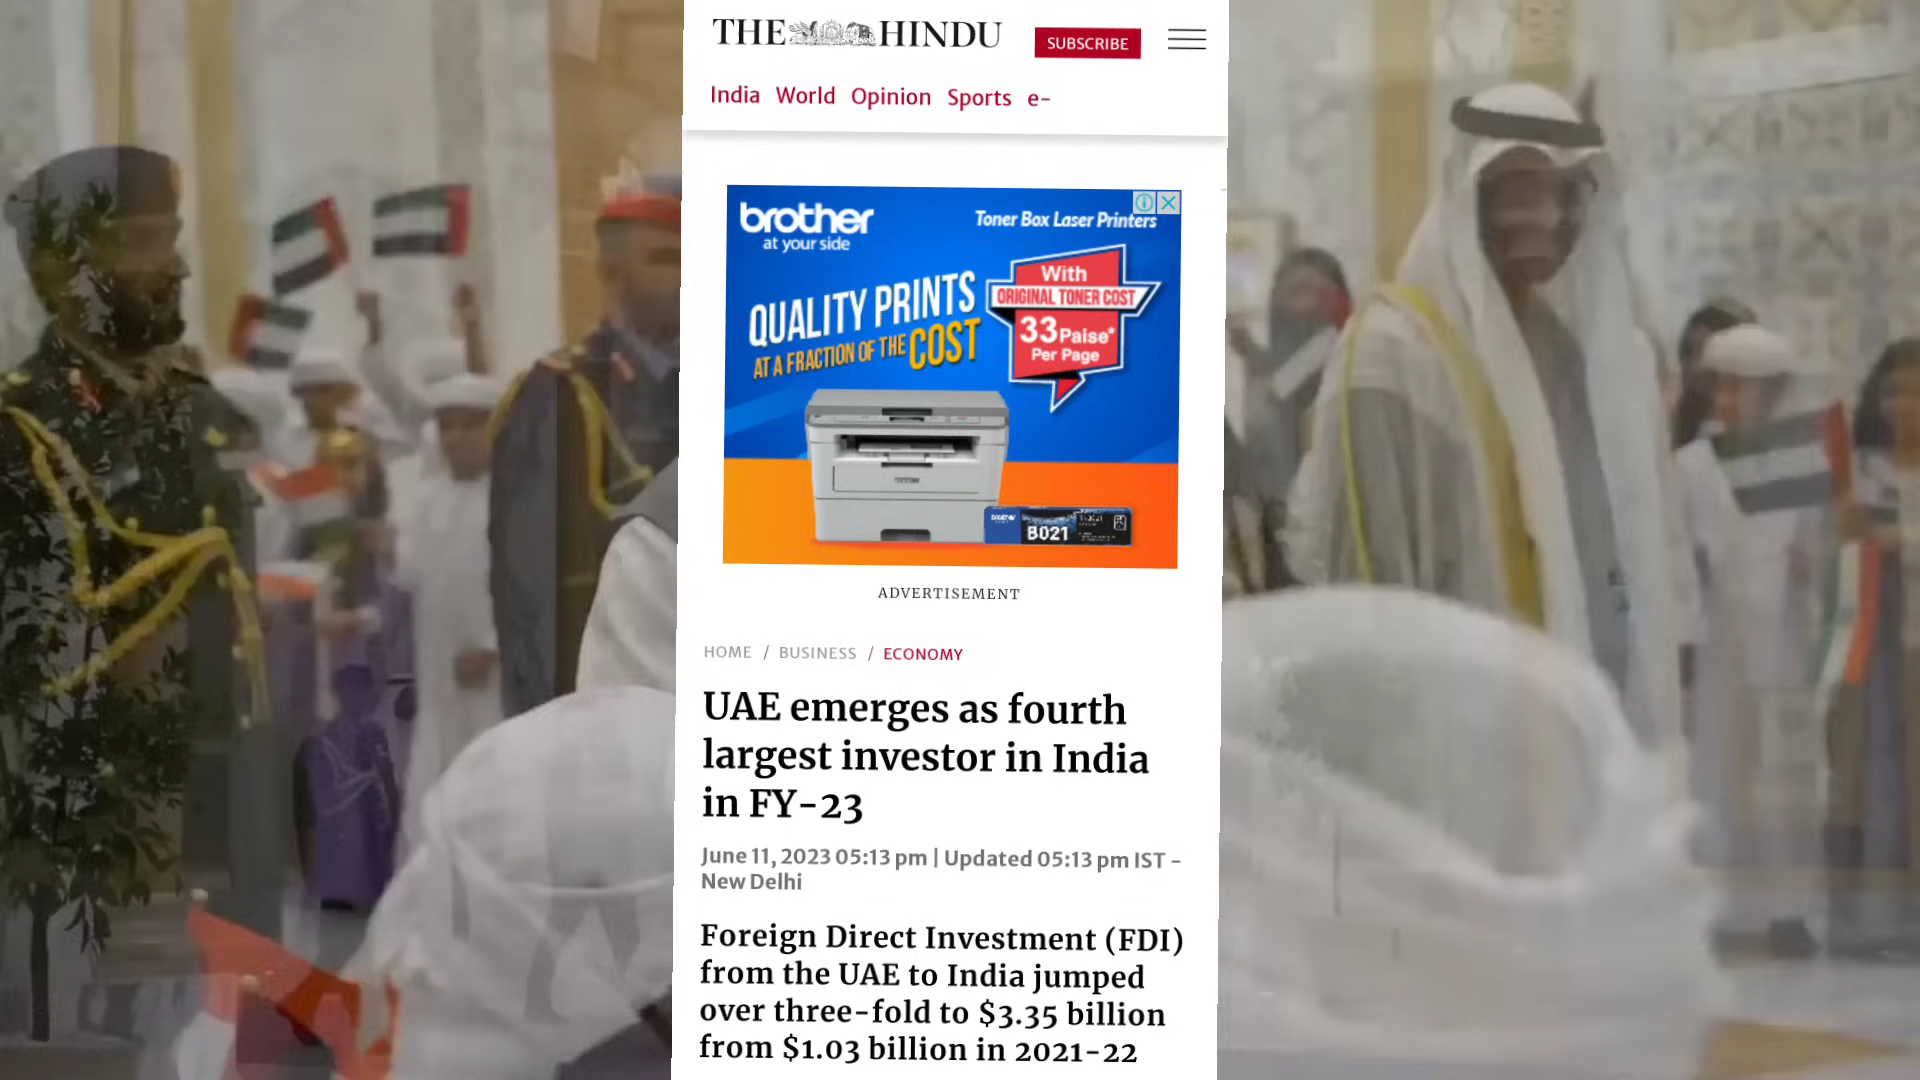 THE HINDU
SUBSCRIBE
India World Opinion Sports e-
brother
at your side
Toner Box Laser Printers
QUALITY PRINTS
AT A FRACTION OF THE COST
With
ORIGINAL TONER COST
33 Paise*
Per Page
B021
ADVERTISEMENT
HOME / BUSINESS / ECONOMY
UAE emerges as fourth
largest investor in India
in FY-23
June 11, 2023 05:13 pm | Updated 05:13 pm IST -
New Delhi
Foreign Direct Investment (FDI)
from the UAE to India jumped
over three-fold to $3.35 billion
from $1.03 billion in 2021-22